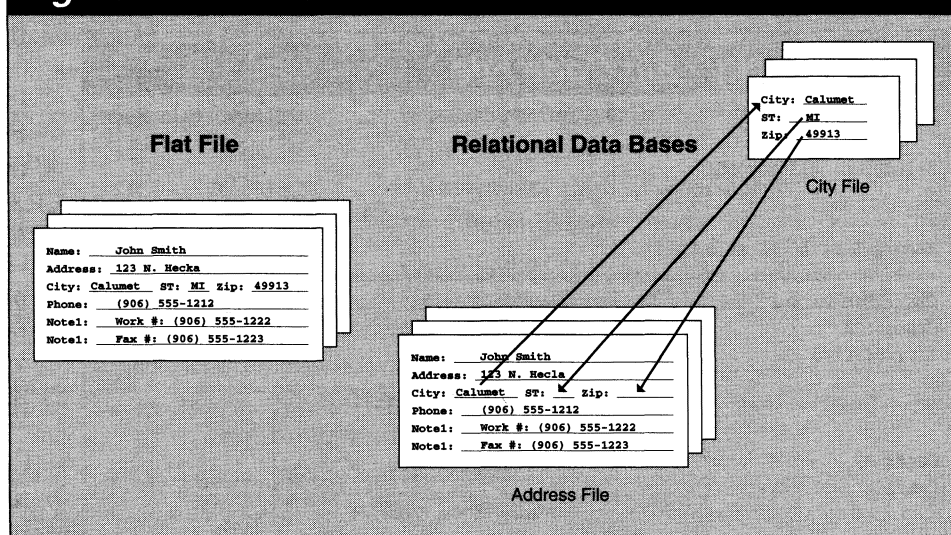 Flat File
Name: John Smith
Address: 123 N. Hecka
City: Calumet ST: MI Zip: 49913
Phone: (906) 555-1212
Note1: Work #: (906) 555-1222
Note1: Fax #: (906) 555-1223
Relational Data Bases
City: Calumet
ST: MI
Zip: 49913
City File
Name: John Smith
Address: 123 N. Hecla
City: Calumet ST: Zip:
Phone: (906) 555-1212
Note1: Work #: (906) 555-1222
Note1: Fax #: (906) 555-1223
Address File